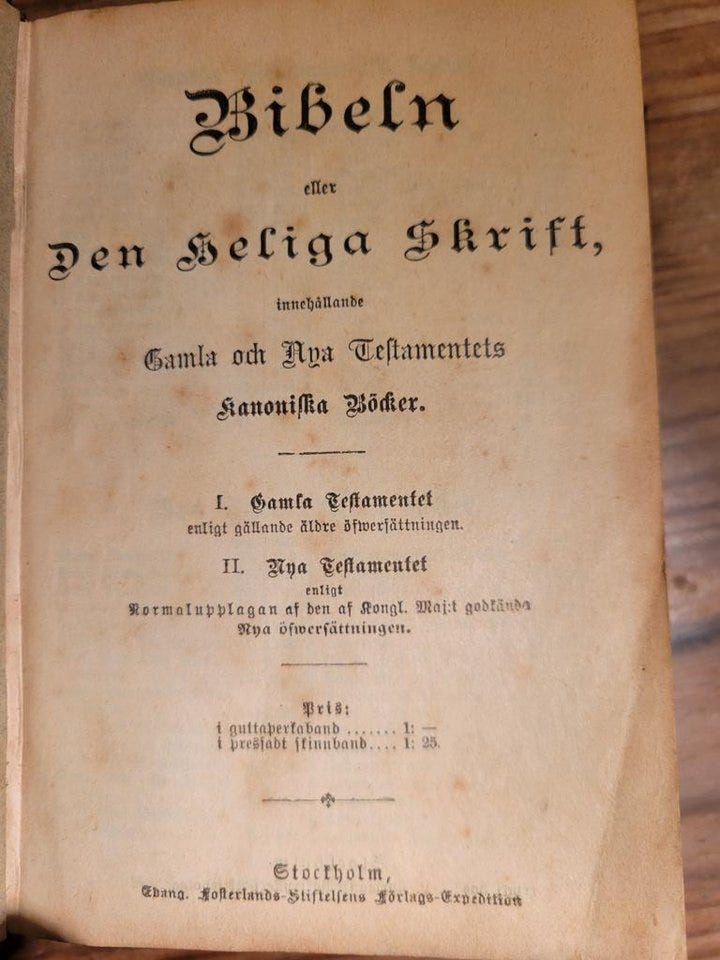 Bibeln
eller
Den Heliga Skrift,
innehållande
Gamla och Nya Testamentets
Kanoniska Böcker.
I. Gamla Testamentet
enligt gällande äldre öfwersättningen.
II. Nya Testamentet
enligt
Normalupplagan af den af Kongl. Maj:t godkända
Nya öfwersättningen.
Pris:
i guttaperkaband ....... 1: —
i pressadt skinnband .... 1: 25.
Stockholm,
Evang. Fosterlands-Stiftelsens Förlags-Expedition